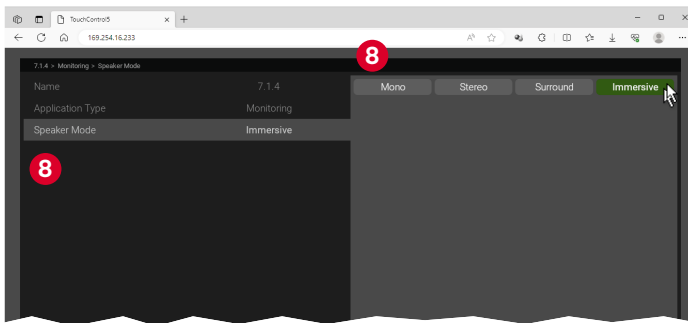 TouchControl5
169.254.16.233
8
7.1.4 > Monitoring > Speaker Mode
Name 7.1.4 Mono Stereo Surround Immersive
Application Type Monitoring
Speaker Mode Immersive
8